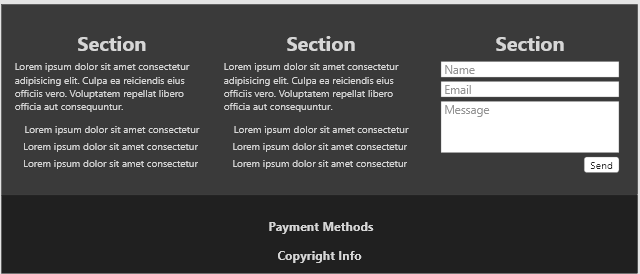 Section
Lorem ipsum dolor sit amet consectetur
adipisicing elit. Culpa ea reiciendis eius
officiis vero. Voluptatem repellat libero
officia aut consequuntur.
Lorem ipsum dolor sit amet consectetur
Lorem ipsum dolor sit amet consectetur
Lorem ipsum dolor sit amet consectetur
Section
Lorem ipsum dolor sit amet consectetur
adipisicing elit. Culpa ea reiciendis eius
officiis vero. Voluptatem repellat libero
officia aut consequuntur.
Lorem ipsum dolor sit amet consectetur
Lorem ipsum dolor sit amet consectetur
Lorem ipsum dolor sit amet consectetur
Section
Name
Email
Message
Send
Payment Methods
Copyright Info